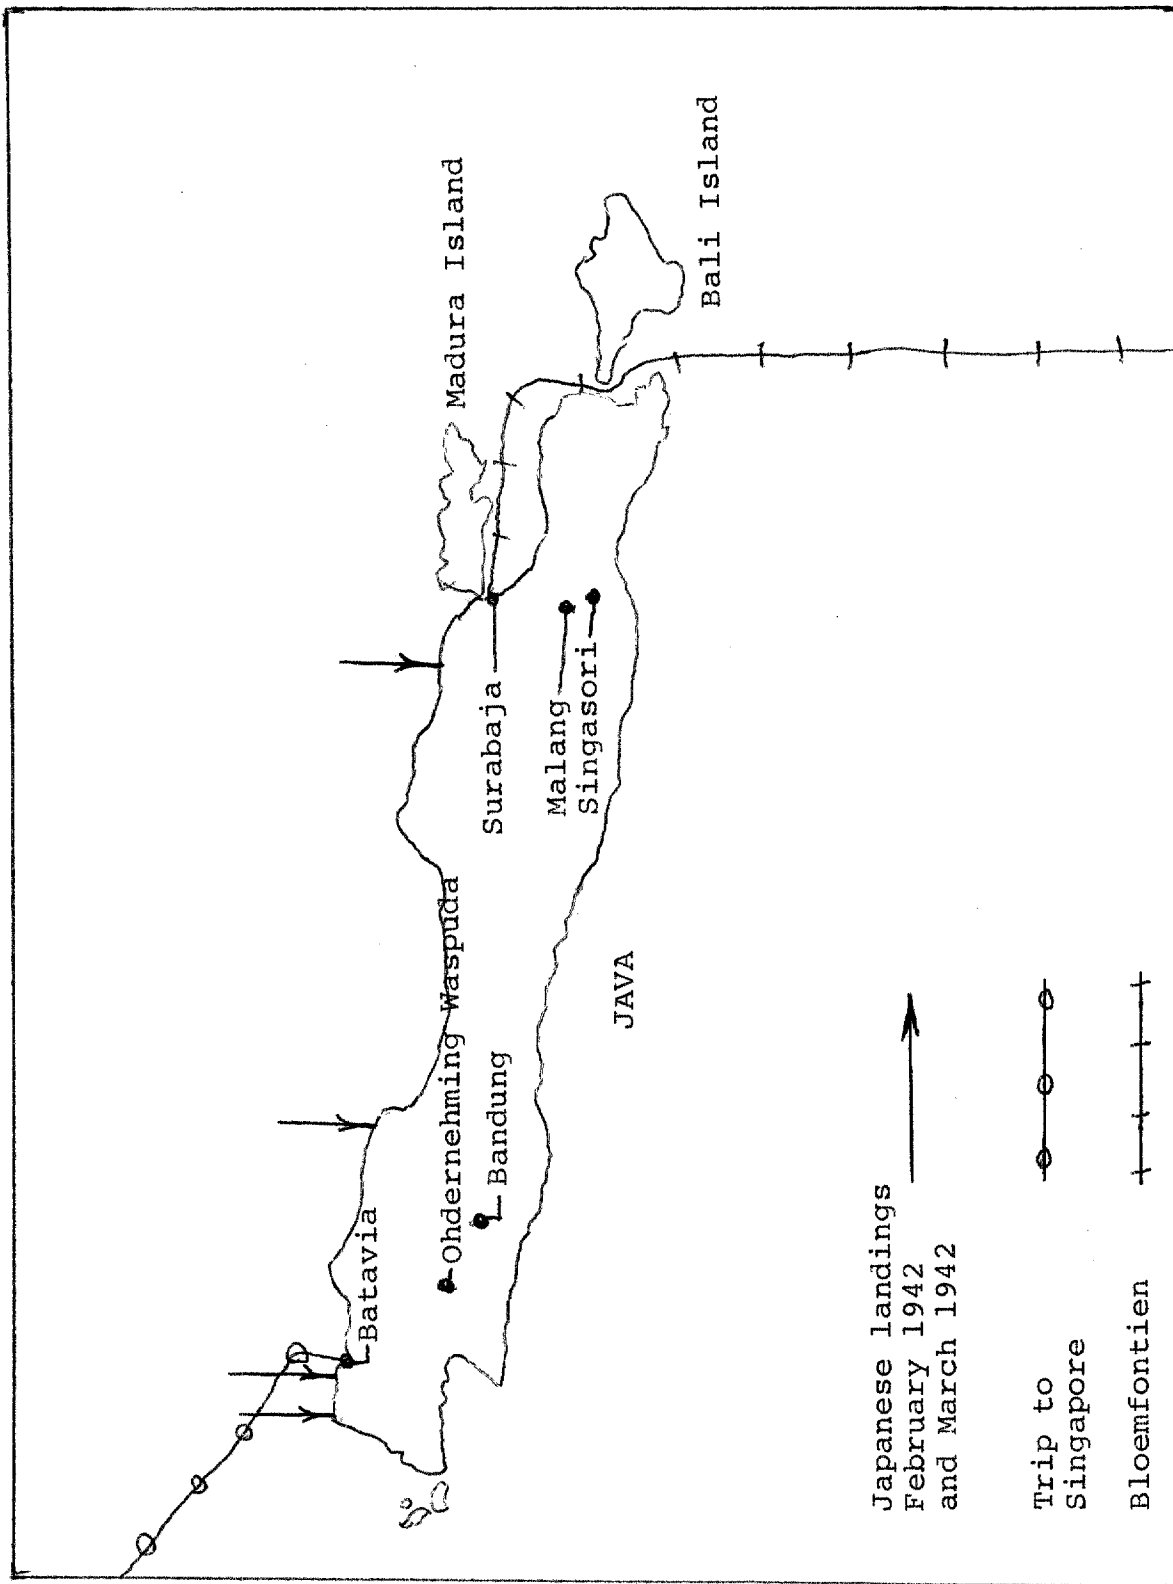 Madura Island
Bali Island
Surabaja
Malang
Singasori
Ohdernehming Waspuda
Bandung
Batavia
JAVA
Japanese landings
February 1942
and March 1942
Trip to
Singapore
Bloemfontien